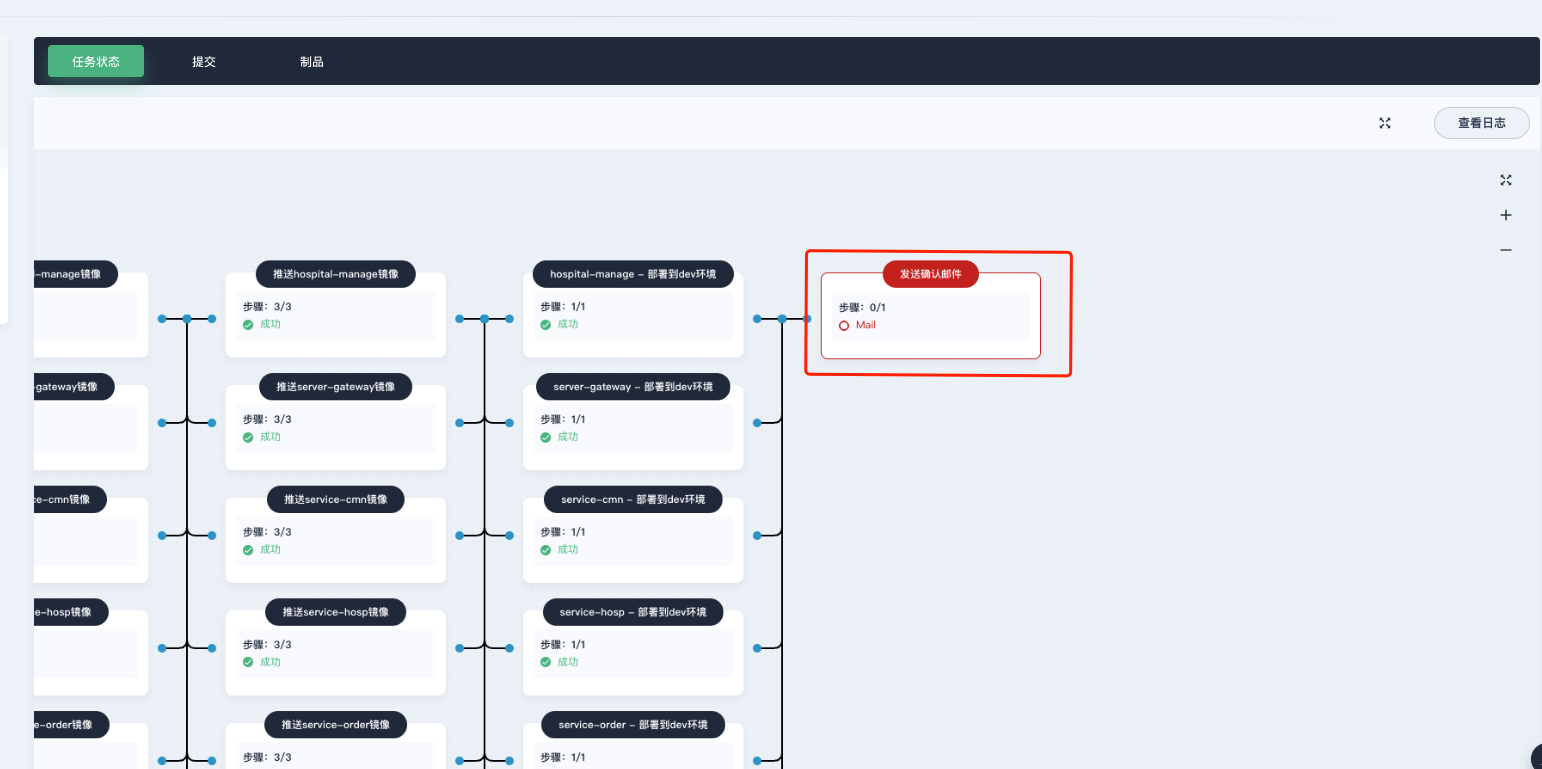 任务状态 提交 制品
查看日志
-manage镜像 推送hospital-manage镜像 hospital-manage - 部署到dev环境 发送确认邮件
步骤: 3/3 步骤: 1/1 步骤: 0/1
成功 成功 Mail
-gateway镜像 推送server-gateway镜像 server-gateway - 部署到dev环境
步骤: 3/3 步骤: 1/1
成功 成功
ce-cmn镜像 推送service-cmn镜像 service-cmn - 部署到dev环境
步骤: 3/3 步骤: 1/1
成功 成功
e-hosp镜像 推送service-hosp镜像 service-hosp - 部署到dev环境
步骤: 3/3 步骤: 1/1
成功 成功
e-order镜像 推送service-order镜像 service-order - 部署到dev环境
步骤: 3/3 步骤: 1/1